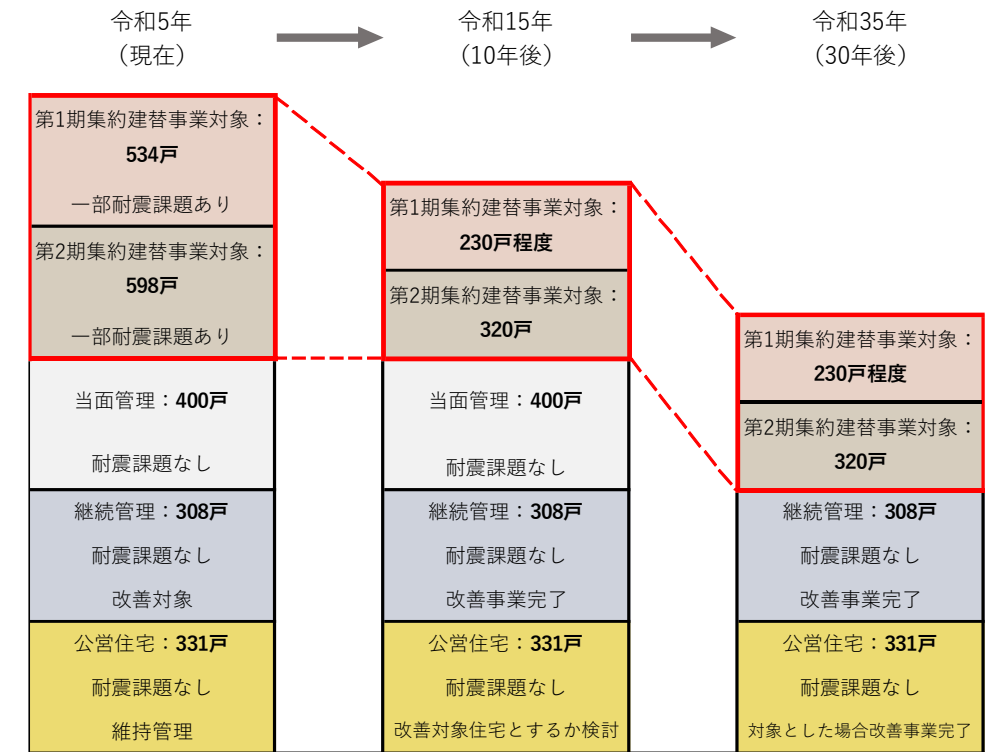 令和5年
（現在）
令和15年
（10年後）
令和35年
（30年後）
第1期集約建替事業対象：
534戸
一部耐震課題あり
第2期集約建替事業対象：
598戸
一部耐震課題あり
当面管理：400戸
耐震課題なし
継続管理：308戸
耐震課題なし
改善対象
公営住宅：331戸
耐震課題なし
維持管理
第1期集約建替事業対象：
230戸程度
第2期集約建替事業対象：
320戸
当面管理：400戸
耐震課題なし
継続管理：308戸
耐震課題なし
改善事業完了
公営住宅：331戸
耐震課題なし
改善対象住宅とするか検討
第1期集約建替事業対象：
230戸程度
第2期集約建替事業対象：
320戸
継続管理：308戸
耐震課題なし
改善事業完了
公営住宅：331戸
耐震課題なし
対象とした場合改善事業完了